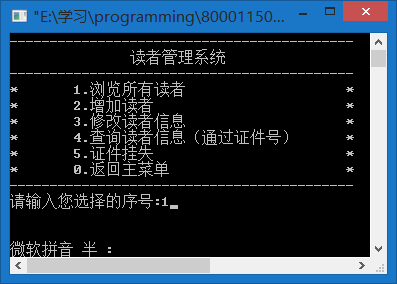 "E:\学习\programming\80001150...
读者管理系统
* 1.浏览所有读者 *
* 2.增加读者 *
* 3.修改读者信息 *
* 4.查询读者信息（通过证件号） *
* 5.证件挂失 *
* 0.返回主菜单 *
请输入您选择的序号:1_
微软拼音 半 :